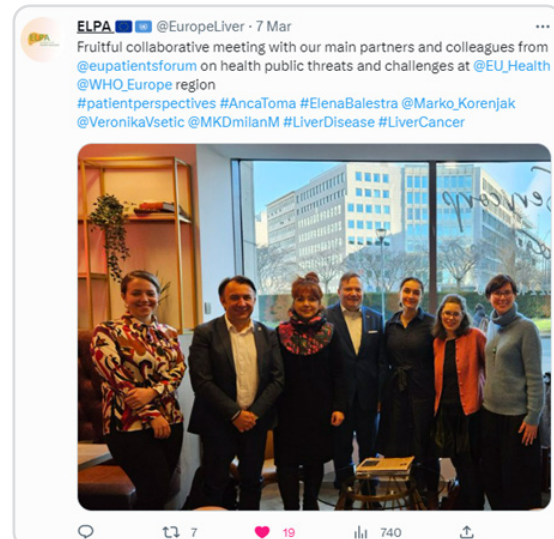 ELPA @EuropeLiver · 7 Mar
Fruitful collaborative meeting with our main partners and colleagues from
@eupatientsforum on health public threats and challenges at @EU_Health
@WHO_Europe region
#patientperspectives #AncaToma #ElenaBalestra @Marko_Korenjak
@VeronikaVsetic @MKDmilanM #LiverDisease #LiverCancer
7 19 740